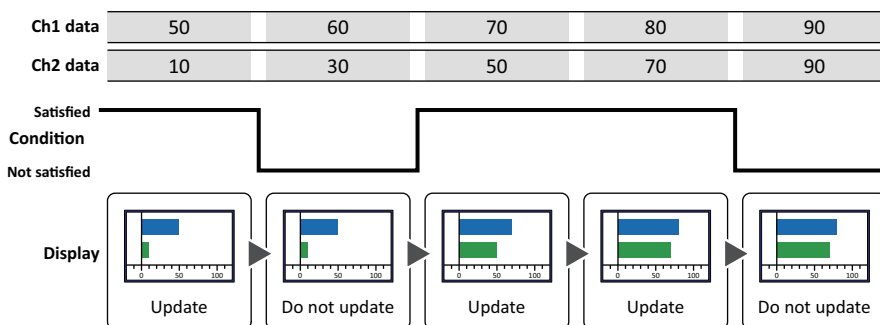 Ch1 data 50 60 70 80 90
Ch2 data 10 30 50 70 90
Satisfied
Condition
Not satisfied
Display
0 50 100 0 50 100 0 50 100 0 50 100 0 50 100
Update Do not update Update Update Do not update